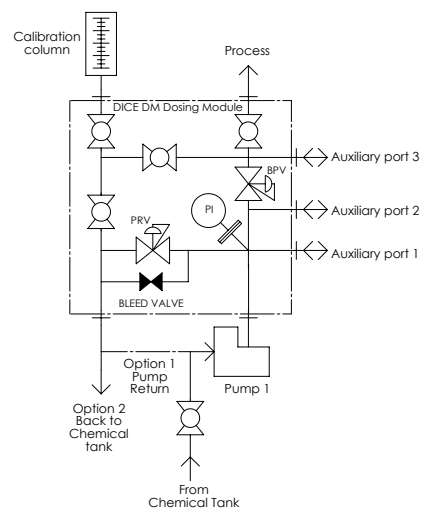 Calibration
column
Process
DICE DM Dosing Module
Auxiliary port 3
BPV
PI
Auxiliary port 2
PRV
Auxiliary port 1
BLEED VALVE
Option 1
Pump
Return
Pump 1
Option 2
Back to
Chemical
tank
From
Chemical Tank